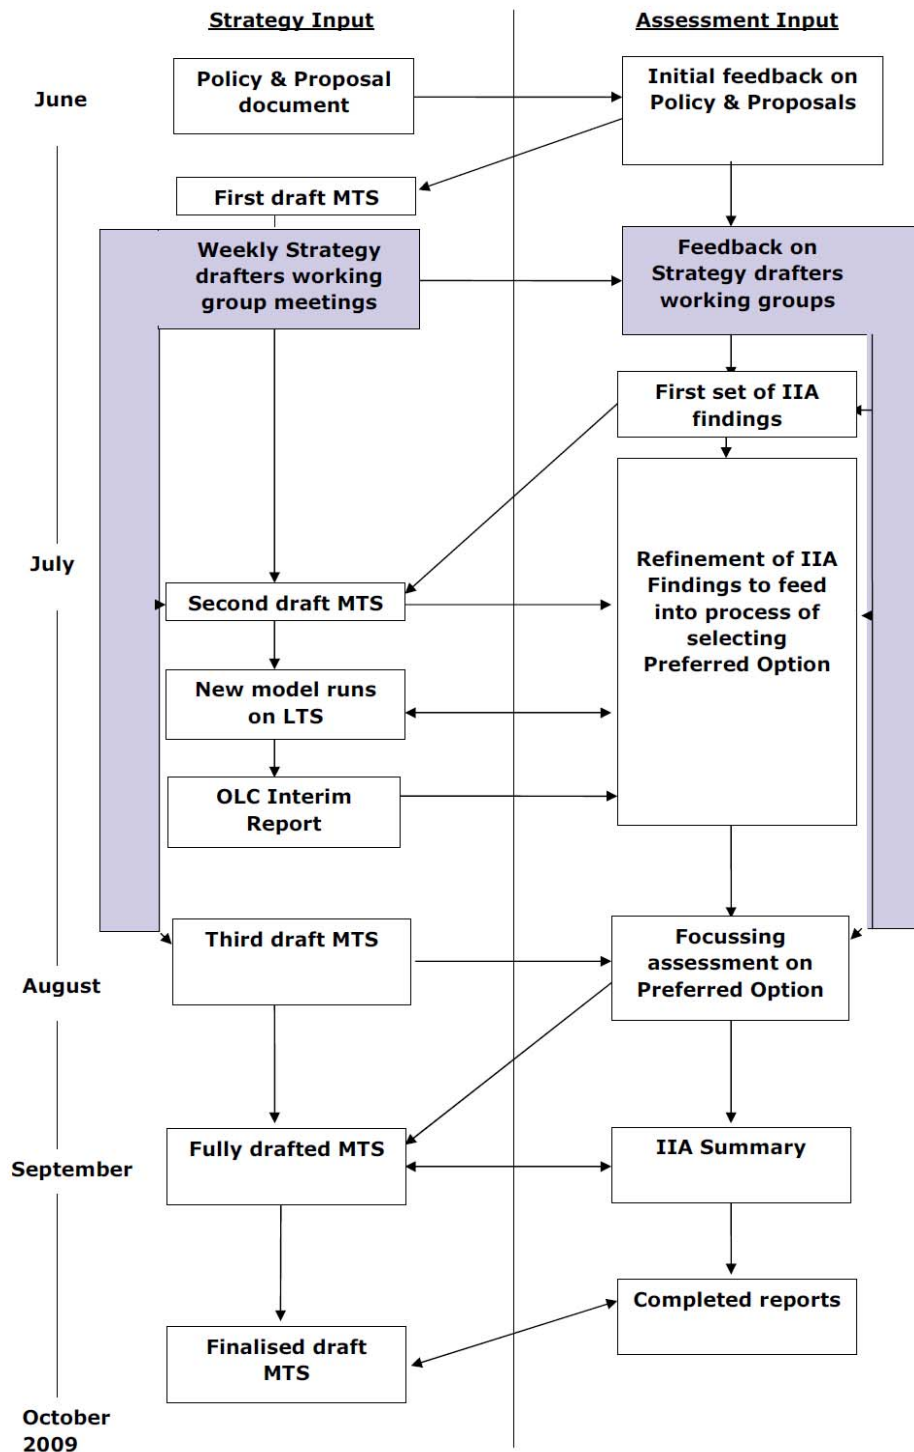 Strategy Input
Assessment Input
June
Policy & Proposal
document
Initial feedback on
Policy & Proposals
First draft MTS
Weekly Strategy
drafters working
group meetings
Feedback on
Strategy drafters
working groups
First set of IIA
findings
July
Second draft MTS
Refinement of IIA
Findings to feed
into process of
selecting
Preferred Option
New model runs
on LTS
OLC Interim
Report
Third draft MTS
Focussing
assessment on
Preferred Option
August
Fully drafted MTS
IIA Summary
September
Completed reports
Finalised draft
MTS
October
2009